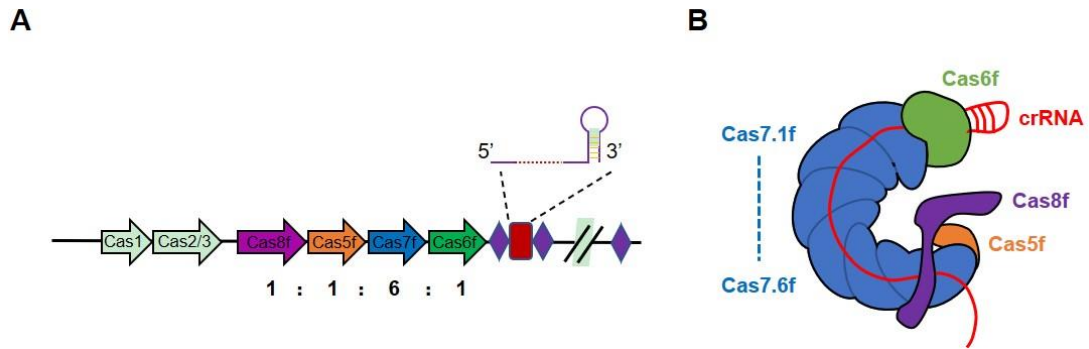 A
5’
3’
Cas1
Cas2/3
Cas8f
Cas5f
Cas7f
Cas6f
1 : 1 : 6 : 1
B
Cas6f
crRNA
Cas7.1f
Cas8f
Cas5f
Cas7.6f